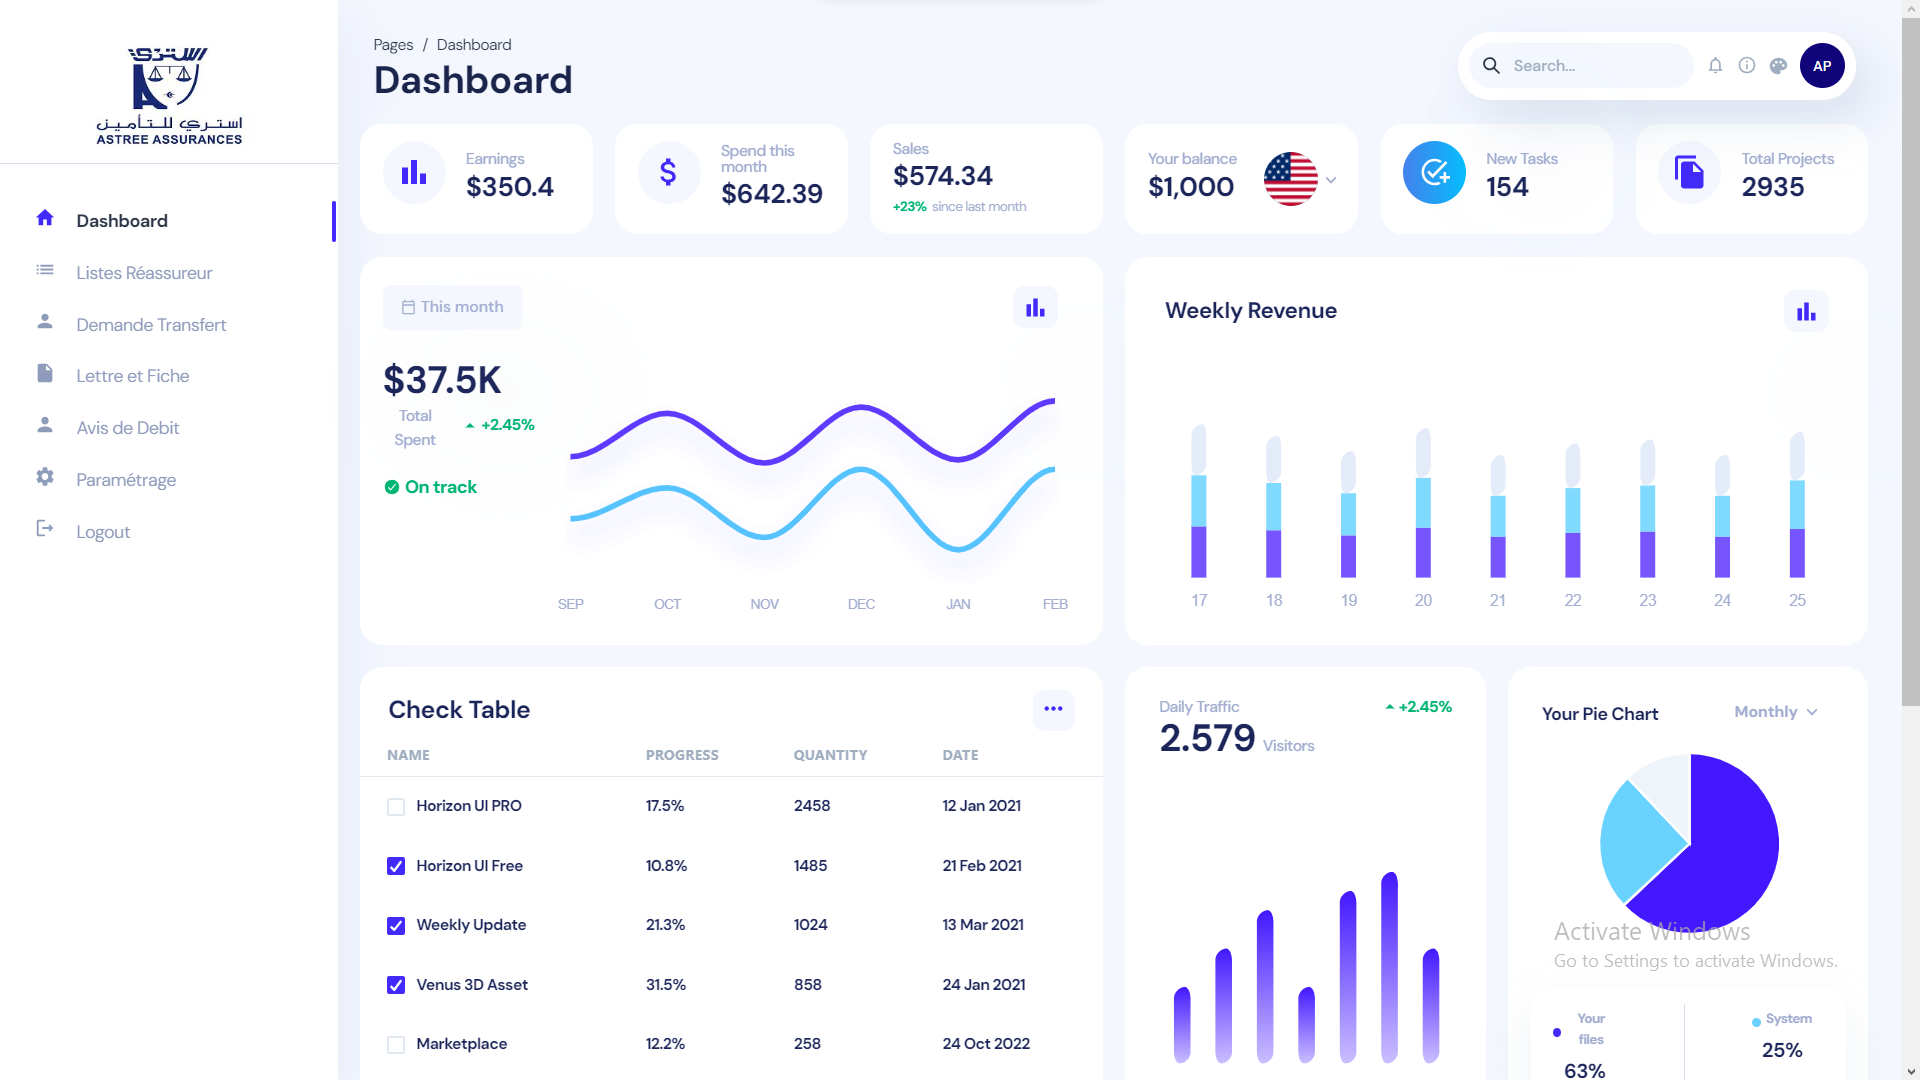 استري
استري للتأمين
ASTREE ASSURANCES
Dashboard
Listes Réassureur
Demande Transfert
Lettre et Fiche
Avis de Debit
Paramétrage
Logout
Pages / Dashboard
Dashboard
Search...
AP
Earnings
$350.4
Spend this
month
$642.39
Sales
$574.34
+23% since last month
Your balance
$1,000
New Tasks
154
Total Projects
2935
This month
$37.5K
Total
Spent
+2.45%
On track
SEP OCT NOV DEC JAN FEB
Weekly Revenue
17 18 19 20 21 22 23 24 25
Check Table
NAME PROGRESS QUANTITY DATE
Horizon UI PRO 17.5% 2458 12 Jan 2021
Horizon UI Free 10.8% 1485 21 Feb 2021
Weekly Update 21.3% 1024 13 Mar 2021
Venus 3D Asset 31.5% 858 24 Jan 2021
Marketplace 12.2% 258 24 Oct 2022
Daily Traffic
+2.45%
2.579 Visitors
Your Pie Chart
Monthly
Activate Windows
Go to Settings to activate Windows.
Your
files
63%
System
25%